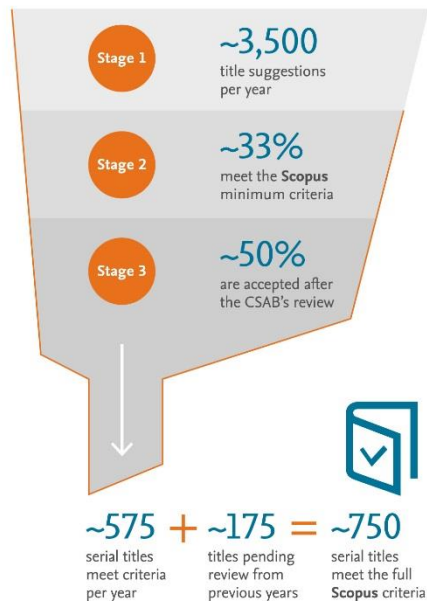 Stage 1
~3,500
title suggestions
per year
Stage 2
~33%
meet the Scopus
minimum criteria
Stage 3
~50%
are accepted after
the CSAB's review
~575 + ~175 = ~750
serial titles titles pending serial titles
meet criteria review from meet the full
per year previous years Scopus criteria